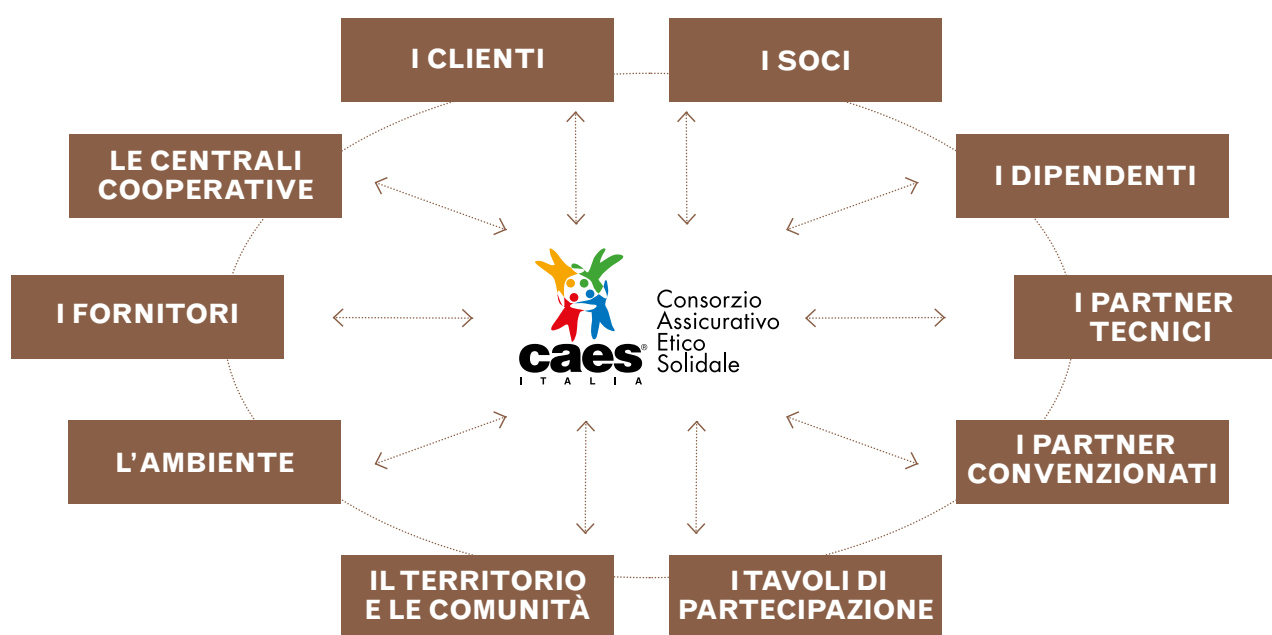 I CLIENTI
I SOCI
LE CENTRALI
COOPERATIVE
I DIPENDENTI
I FORNITORI
caes®
ITALIA
Consorzio
Assicurativo
Etico
Solidale
I PARTNER
TECNICI
L'AMBIENTE
I PARTNER
CONVENZIONATI
IL TERRITORIO
E LE COMUNITÀ
I TAVOLI DI
PARTECIPAZIONE